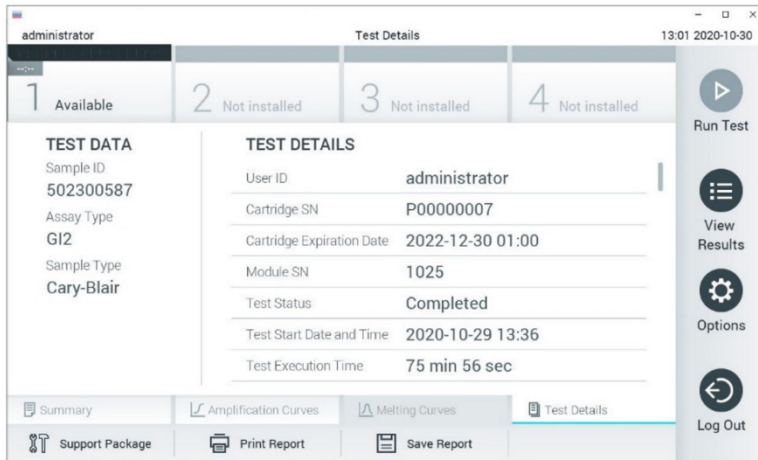 administrator Test Details 13:01 2020-10-30
--:--
1 Available 2 Not installed 3 Not installed 4 Not installed
Run Test
View
Results
Options
Log Out
TEST DATA
Sample ID
502300587
Assay Type
GI2
Sample Type
Cary-Blair
TEST DETAILS
User ID administrator
Cartridge SN P00000007
Cartridge Expiration Date 2022-12-30 01:00
Module SN 1025
Test Status Completed
Test Start Date and Time 2020-10-29 13:36
Test Execution Time 75 min 56 sec
Summary Amplification Curves Melting Curves Test Details
Support Package Print Report Save Report